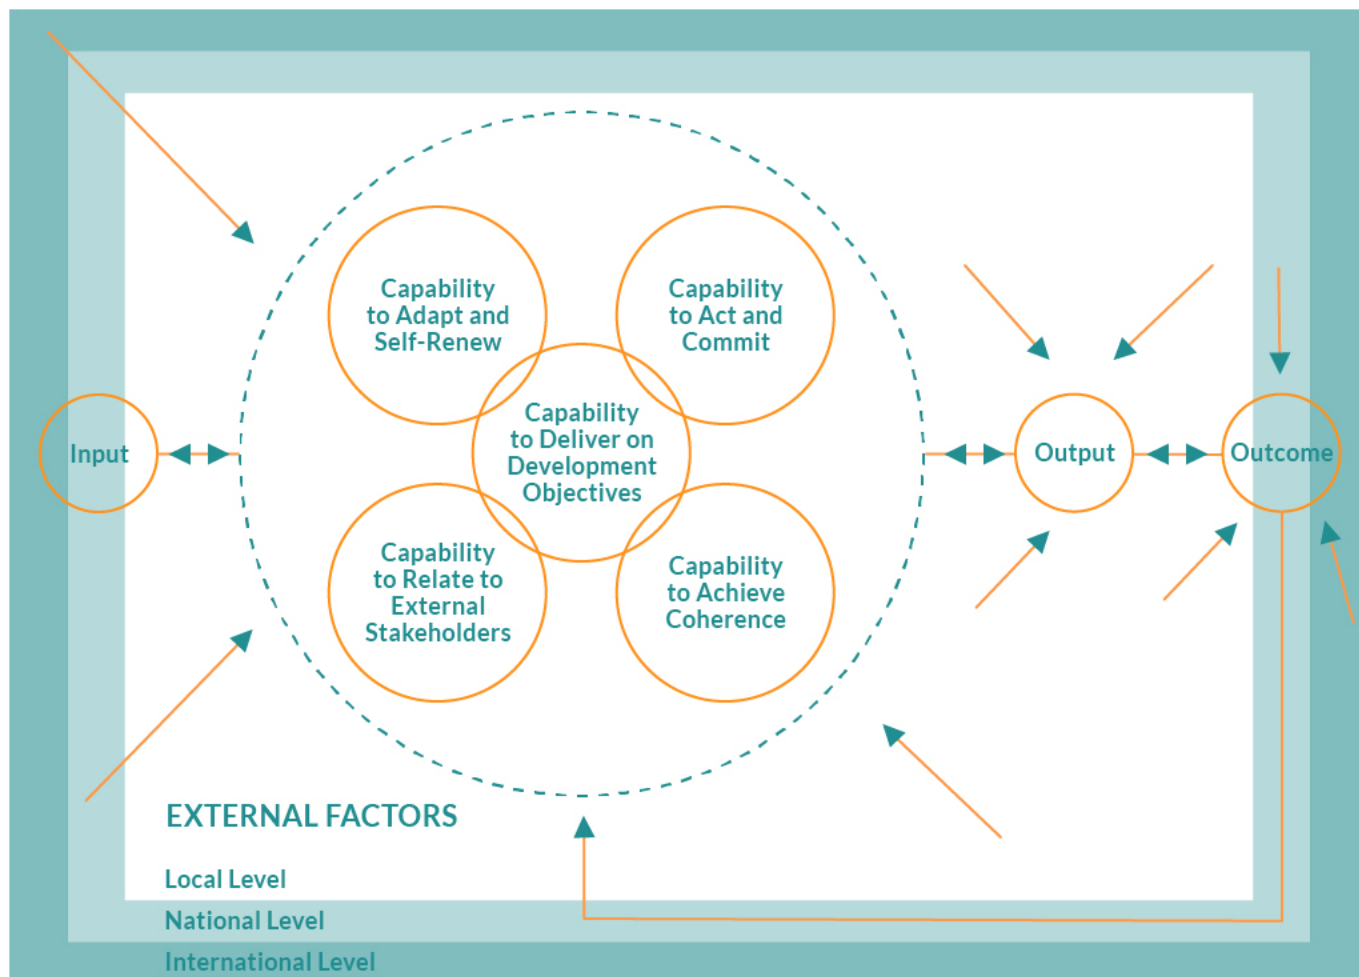 Capability
to Adapt and
Self-Renew
Capability
to Act and
Commit
Capability
to Deliver on
Development
Objectives
Input
Output
Outcome
Capability
to Relate to
External
Stakeholders
Capability
to Achieve
Coherence
EXTERNAL FACTORS
Local Level
National Level
International Level